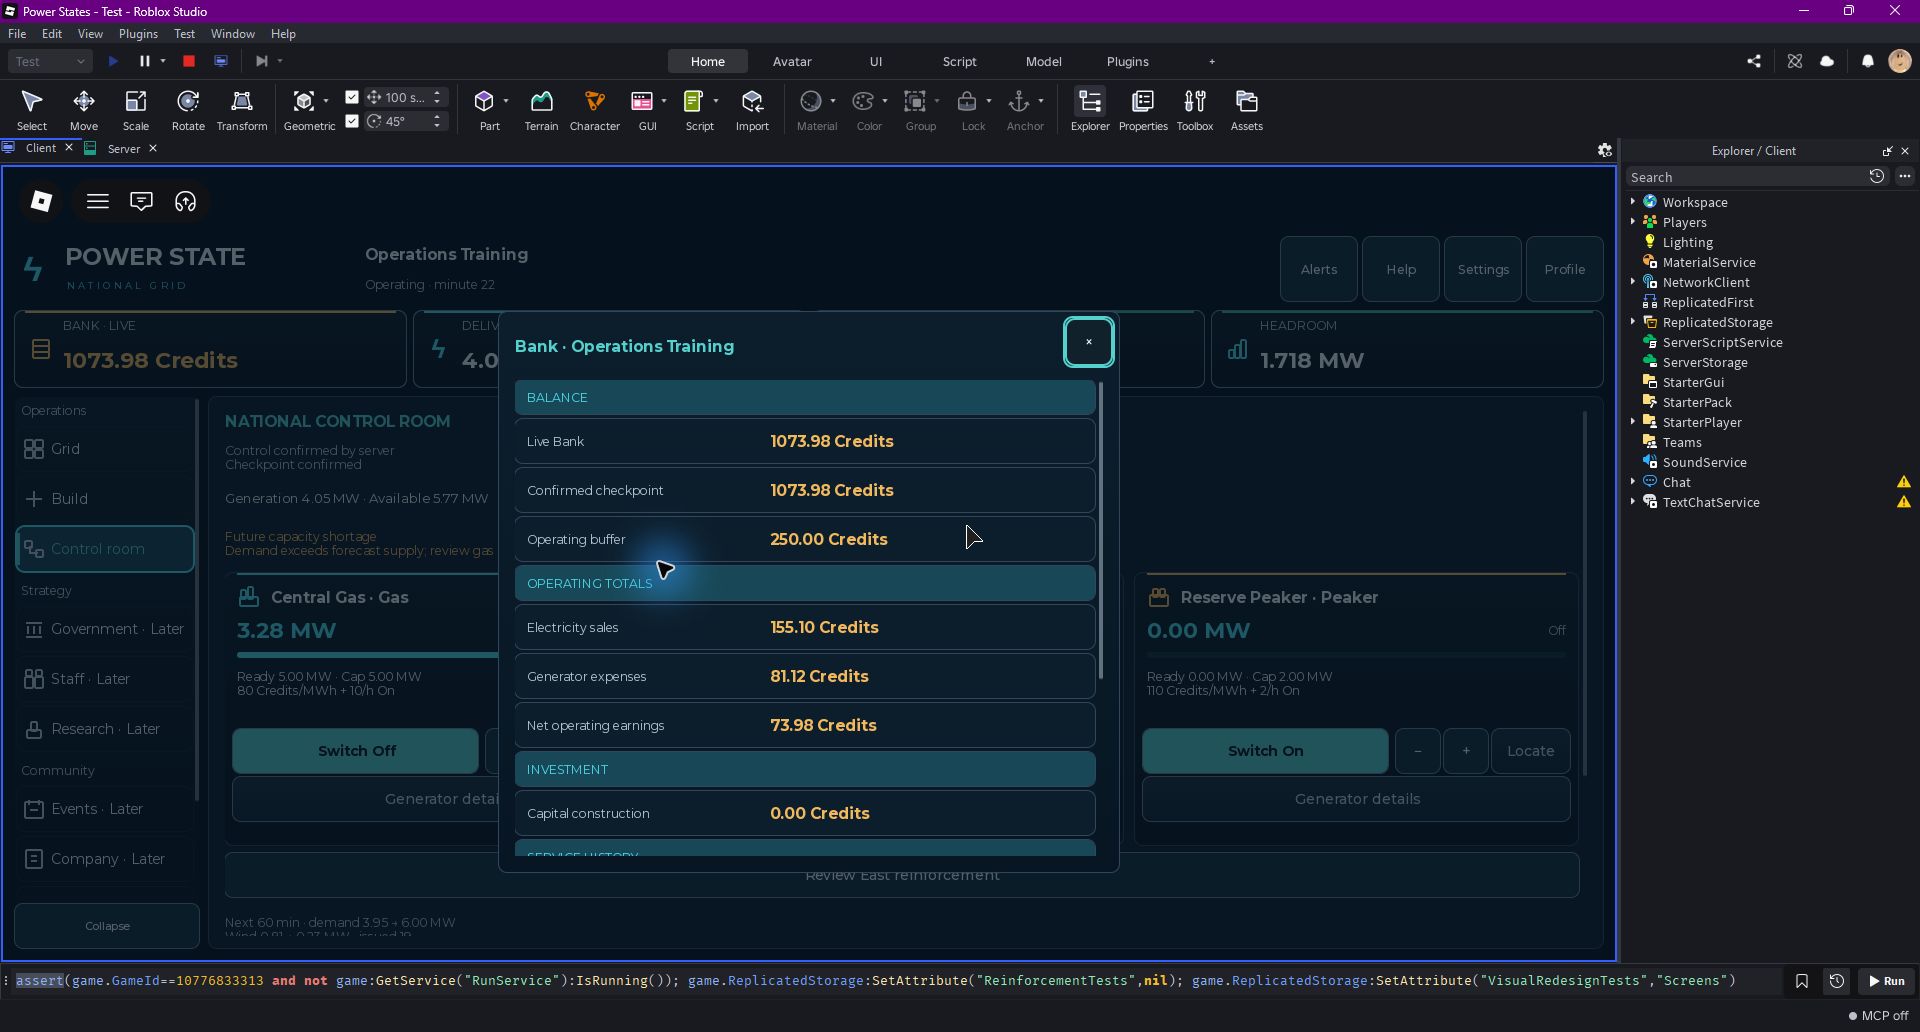 Power States - Test - Roblox Studio
File Edit View Plugins Test Window Help
Test
Home Avatar UI Script Model Plugins +
Select Move Scale Rotate Transform Geometric 100 s... 45° Part Terrain Character GUI Script Import Material Color Group Lock Anchor Explorer Properties Toolbox Assets
Client Server
Explorer / Client
Search
Workspace
Players
Lighting
MaterialService
NetworkClient
ReplicatedFirst
ReplicatedStorage
ServerScriptService
ServerStorage
StarterGui
StarterPack
StarterPlayer
Teams
SoundService
Chat
TextChatService
POWER STATE
NATIONAL GRID
Operations Training
Operating · minute 22
Alerts Help Settings Profile
BANK · LIVE
1073.98 Credits
DELIV
4.0
HEADROOM
1.718 MW
Operations
Grid
Build
Control room
Strategy
Government · Later
Staff · Later
Research · Later
Community
Events · Later
Company · Later
Collapse
NATIONAL CONTROL ROOM
Control confirmed by server
Checkpoint confirmed
Generation 4.05 MW · Available 5.77 MW
Future capacity shortage
Demand exceeds forecast supply; review gas
Central Gas · Gas
3.28 MW
Ready 5.00 MW · Cap 5.00 MW
80 Credits/MWh + 10/h On
Switch Off
Generator detai
Bank · Operations Training
×
BALANCE
Live Bank 1073.98 Credits
Confirmed checkpoint 1073.98 Credits
Operating buffer 250.00 Credits
OPERATING TOTALS
Electricity sales 155.10 Credits
Generator expenses 81.12 Credits
Net operating earnings 73.98 Credits
INVESTMENT
Capital construction 0.00 Credits
SERVICE HISTORY
Reserve Peaker · Peaker
0.00 MW Off
Ready 0.00 MW · Cap 2.00 MW
110 Credits/MWh + 2/h On
Switch On − + Locate
Generator details
Review East reinforcement
Next 60 min · demand 3.95 → 6.00 MW
assert(game.GameId==10776833313 and not game:GetService("RunService"):IsRunning()); game.ReplicatedStorage:SetAttribute("ReinforcementTests",nil); game.ReplicatedStorage:SetAttribute("VisualRedesignTests","Screens")
Run
MCP off